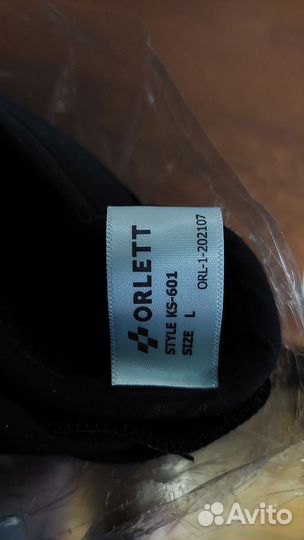 ORLETT
STYLE KS-601
SIZE L
ORL-1-202107
Avito